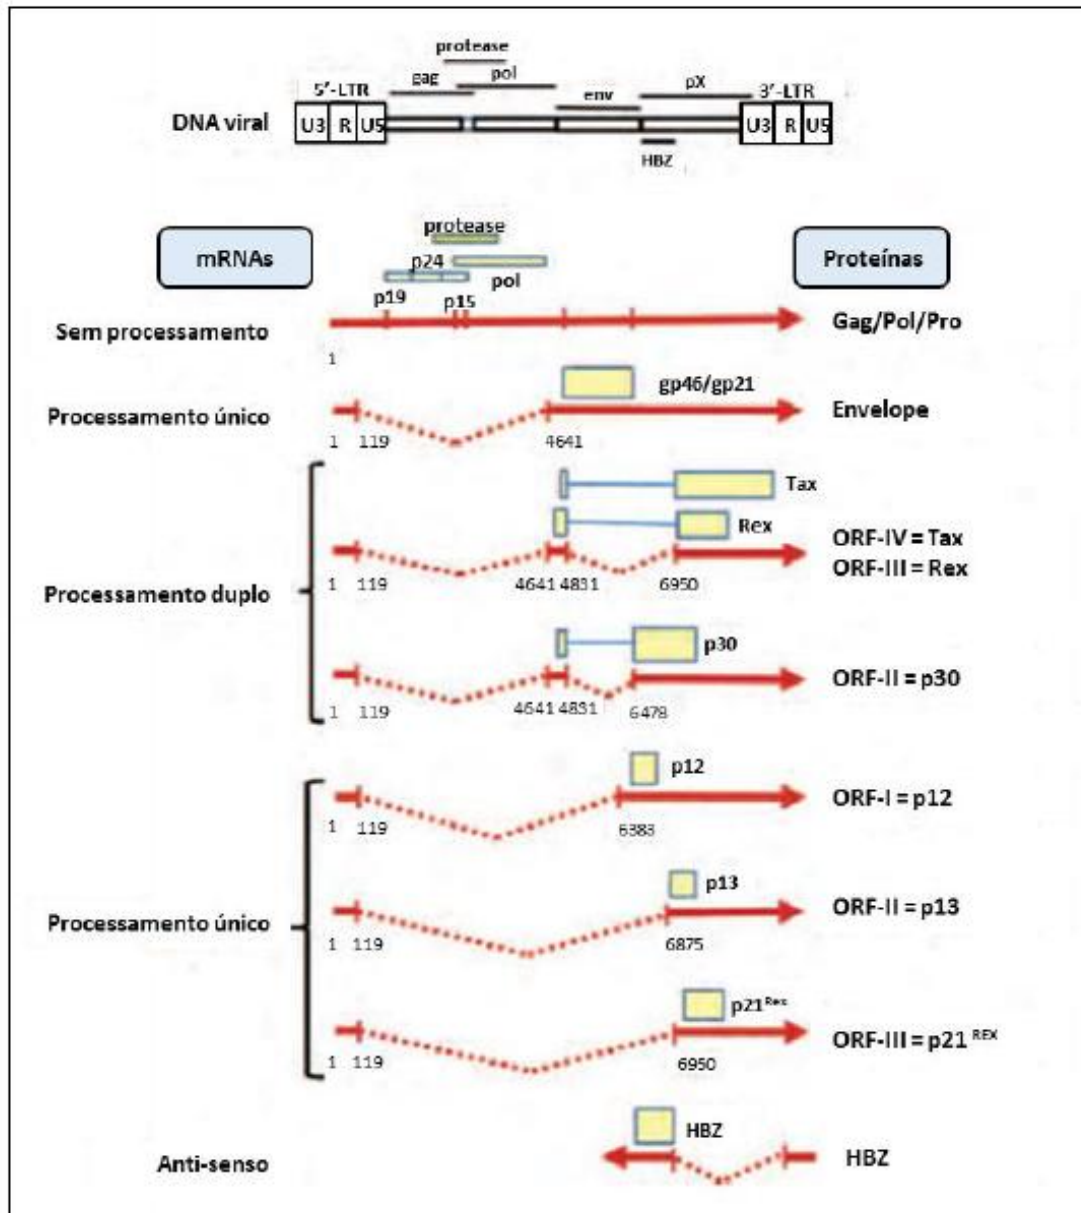 protease
gag pol
5'-LTR env pX 3'-LTR
DNA viral U3 R U5 U3 R U5
HBZ
protease
mRNAs p24 Proteínas
pol
p19 p15
Sem processamento Gag/Pol/Pro
1
gp46/gp21
Processamento único Envelope
1 119 4641
Tax
Rex
ORF-IV = Tax
ORF-III = Rex
1 119 4641 4831 6950
Processamento duplo
p30
ORF-II = p30
1 119 4641 4831 6478
p12
ORF-I = p12
1 119 6383
p13
ORF-II = p13
Processamento único
1 119 6875
p21Rex
ORF-III = p21 REX
1 119 6950
HBZ
Anti-senso HBZ